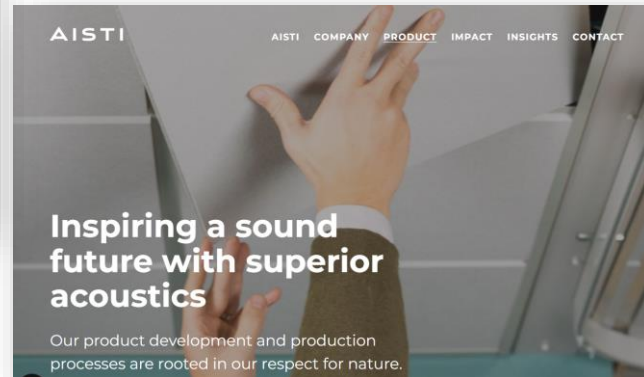 AISTI
AISTI COMPANY PRODUCT IMPACT INSIGHTS CONTACT
Inspiring a sound
future with superior
acoustics
Our product development and production
processes are rooted in our respect for nature.